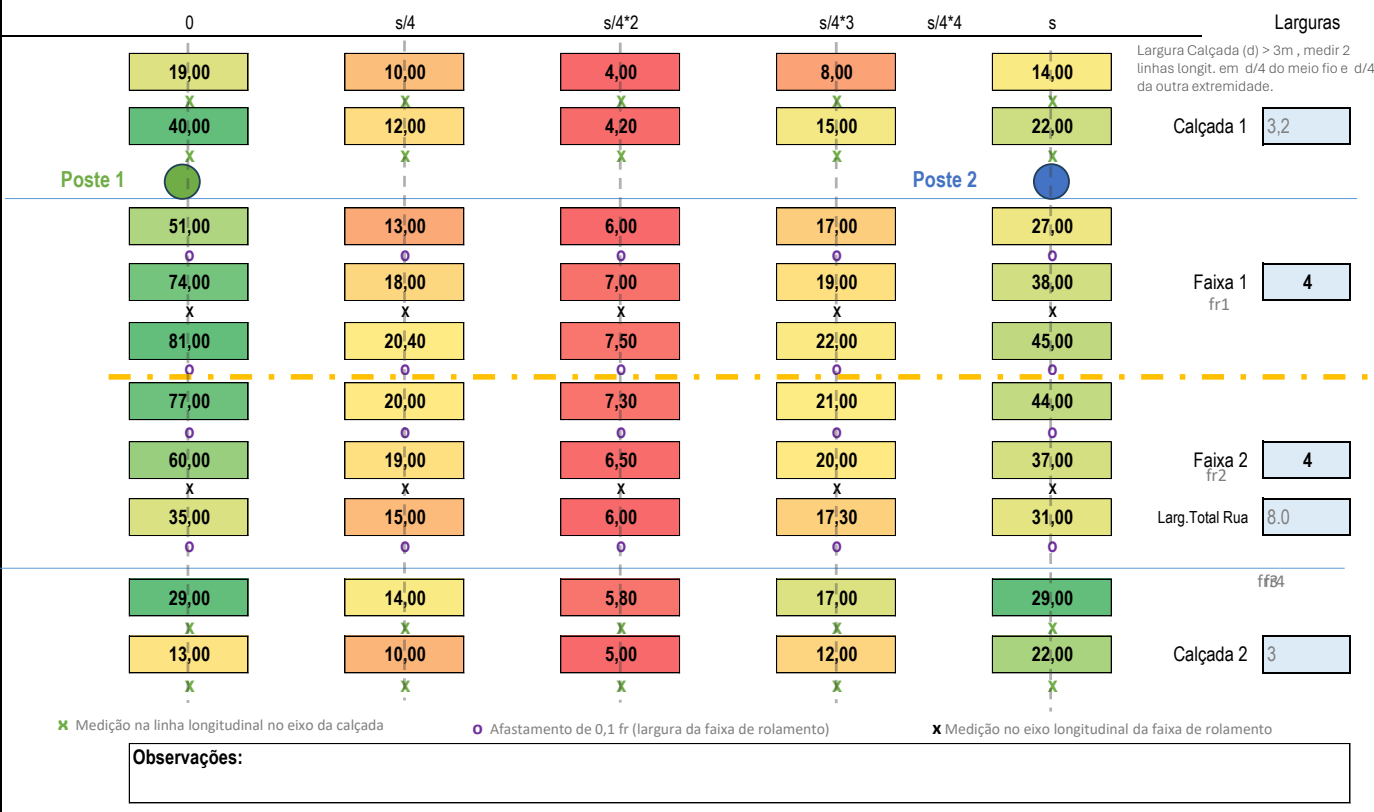 0 s/4 s/4*2 s/4*3 s/4*4 s Larguras
Largura Calçada (d) > 3m , medir 2
linhas longit. em d/4 do meio fio e d/4
da outra extremidade.
19,00 10,00 4,00 8,00 14,00
x x x x x
40,00 12,00 4,20 15,00 22,00 Calçada 1 3,2
x x x x x
Poste 1 Poste 2
51,00 13,00 6,00 17,00 27,00
o o o o o
74,00 18,00 7,00 19,00 38,00 Faixa 1 4
fr1
x x x x x
81,00 20,40 7,50 22,00 45,00
o o o o o
77,00 20,00 7,30 21,00 44,00
o o o o o
60,00 19,00 6,50 20,00 37,00 Faixa 2 4
fr2
x x x x x
35,00 15,00 6,00 17,30 31,00 Larg.Total Rua 8.0
o o o o o
29,00 14,00 5,80 17,00 29,00
x x x x x
13,00 10,00 5,00 12,00 22,00 Calçada 2 3
x x x x x
x Medição na linha longitudinal no eixo da calçada o Afastamento de 0,1 fr (largura da faixa de rolamento) x Medição no eixo longitudinal da faixa de rolamento
Observações: